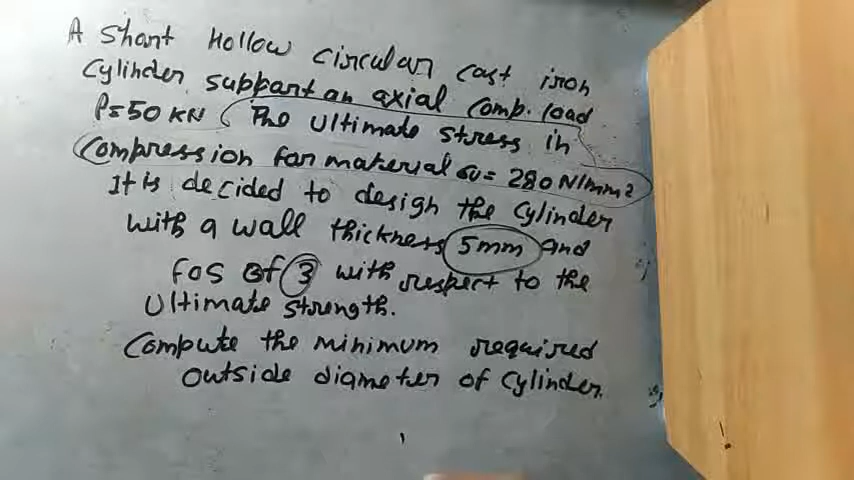 A Short Hollow circular cast iron
Cylinder support an axial comp. load
P=50 KN (The Ultimate stress in
Compression for material σu = 280 N/mm2
It is decided to design the Cylinder
with a wall thickness 5mm and
FOS of 3 with respect to the
Ultimate strength.
Compute the minimum required
outside diameter of Cylinder.